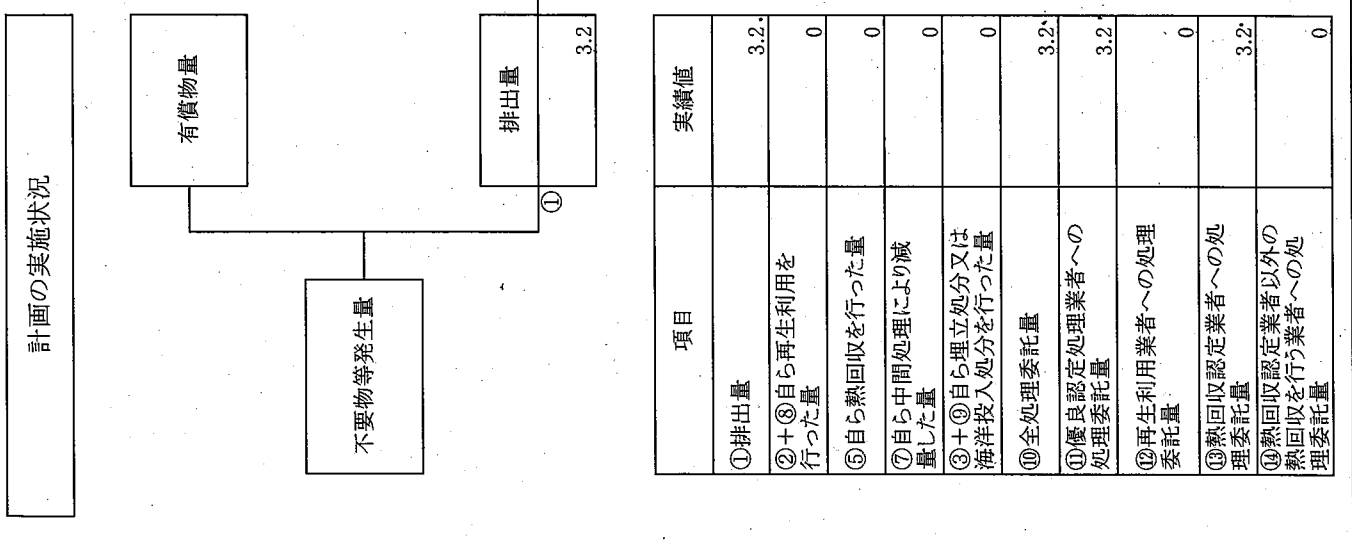 計画の実施状況
有償物量
不要物等発生量
排出量
①
3.2
項目 実績値
①排出量 3.2
②+⑧自ら再生利用を
行った量 0
⑤自ら熱回収を行った量 0
⑦自ら中間処理により減
量した量 0
③+⑨自ら埋立処分又は
海洋投入処分を行った量 0
⑩全処理委託量 3.2
⑪優良認定処理業者への
処理委託量 3.2
⑫再生利用業者への処理
委託量 0
⑬熱回収認定業者への処
理委託量 3.2
⑭熱回収認定業者以外の
熱回収を行う業者への処
理委託量 0